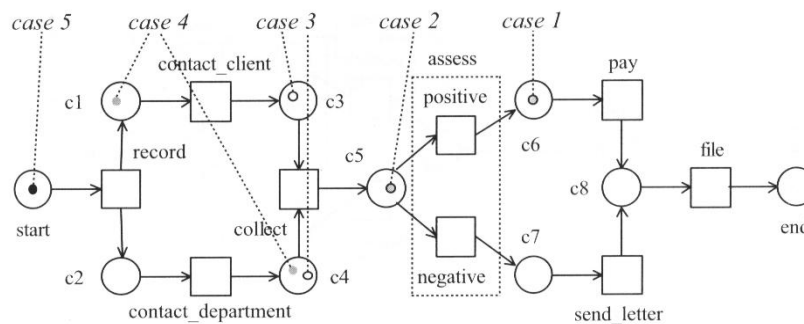 case 5
case 4
case 3
case 2
case 1
contact_client
assess
pay
positive
c1
c3
c6
record
c5
file
c8
start
collect
end
c7
c2
c4
negative
contact_department
send_letter